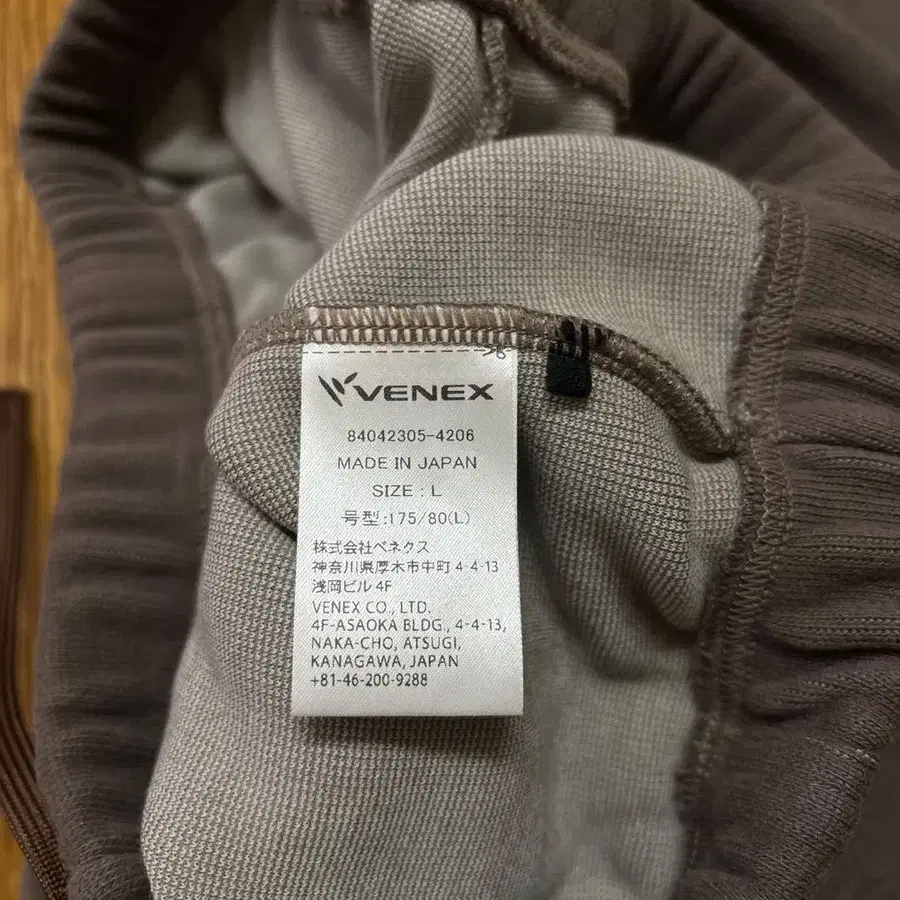 VENEX
84042305-4206
MADE IN JAPAN
SIZE : L
号型:175/80(L)
株式会社ベネクス
神奈川県厚木市中町 4-4-13
浅岡ビル 4F
VENEX CO., LTD.
4F-ASAOKA BLDG, 4-4-13,
NAKA-CHO, ATSUGI,
KANAGAWA, JAPAN
+81-46-200-9288